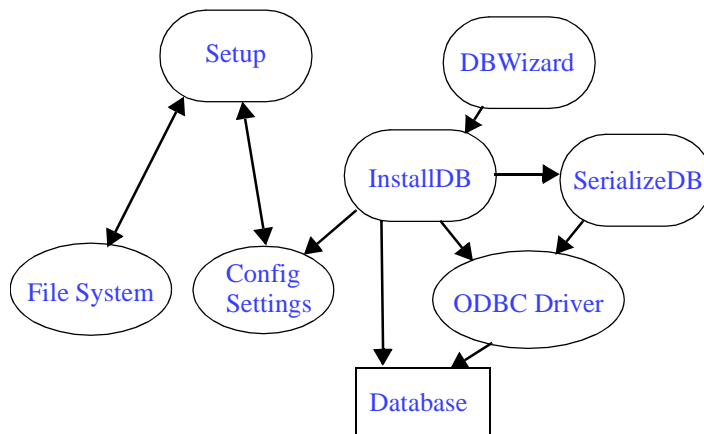 Setup
DBWizard
InstallDB
SerializeDB
File System
Config
Settings
ODBC Driver
Database